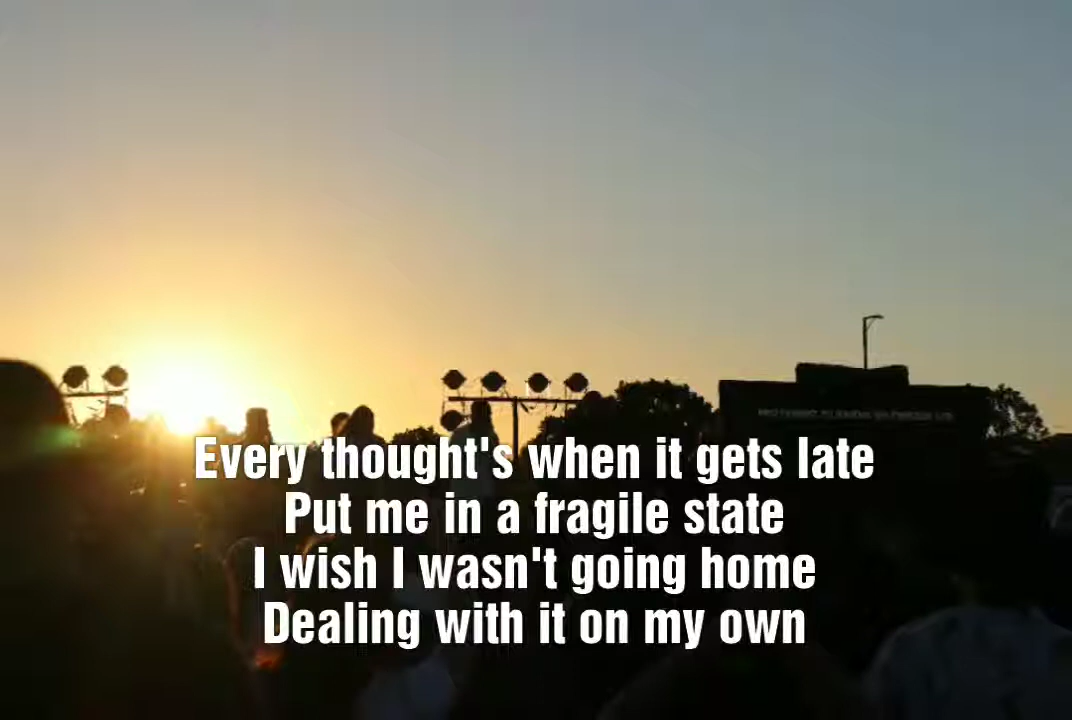 Every thought's when it gets late
Put me in a fragile state
I wish I wasn't going home
Dealing with it on my own